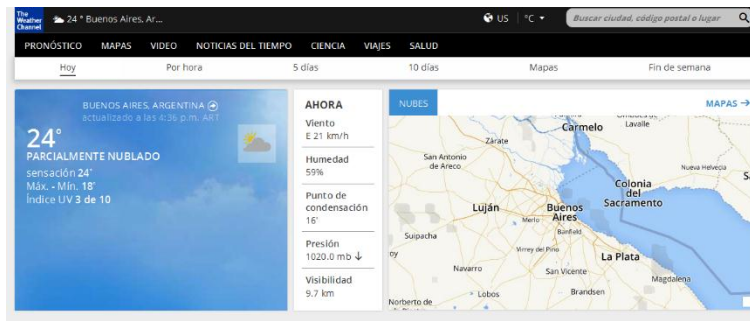 The
Weather
Channel
24 ° Buenos Aires, Ar...
US
°C
Buscar ciudad, código postal o lugar
PRONÓSTICO MAPAS VIDEO NOTICIAS DEL TIEMPO CIENCIA VIAJES SALUD
Hoy Por hora 5 días 10 días Mapas Fin de semana
BUENOS AIRES, ARGENTINA
actualizado a las 4:36 p.m. ART
24°
PARCIALMENTE NUBLADO
sensación 24°
Máx. - Mín. 18°
Índice UV 3 de 10
AHORA
Viento
E 21 km/h
Humedad
59%
Punto de
condensación
16°
Presión
1020.0 mb ↓
Visibilidad
9.7 km
NUBES
MAPAS →
Carmelo
Lavalle
Zárate
San Antonio
de Areco
Nueva Helvecia
Colonia
del
Sacramento
Luján
Buenos
Aires
Merlo
Banfield
Suipacha
Virrey del Pino
La Plata
Navarro
San Vicente
Magdalena
Lobos
Brandsen
Norberto de